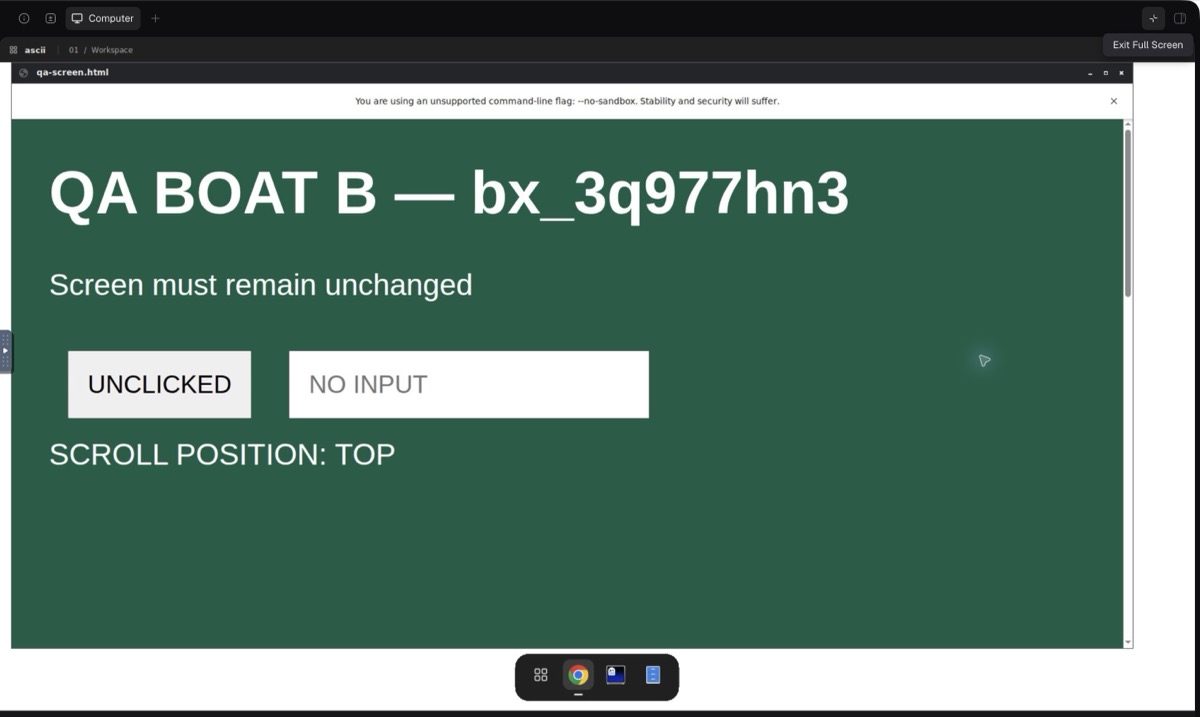 Computer
Exit Full Screen
ascii
01 / Workspace
qa-screen.html
You are using an unsupported command-line flag: --no-sandbox. Stability and security will suffer.
QA BOAT B — bx_3q977hn3
Screen must remain unchanged
UNCLICKED
NO INPUT
SCROLL POSITION: TOP